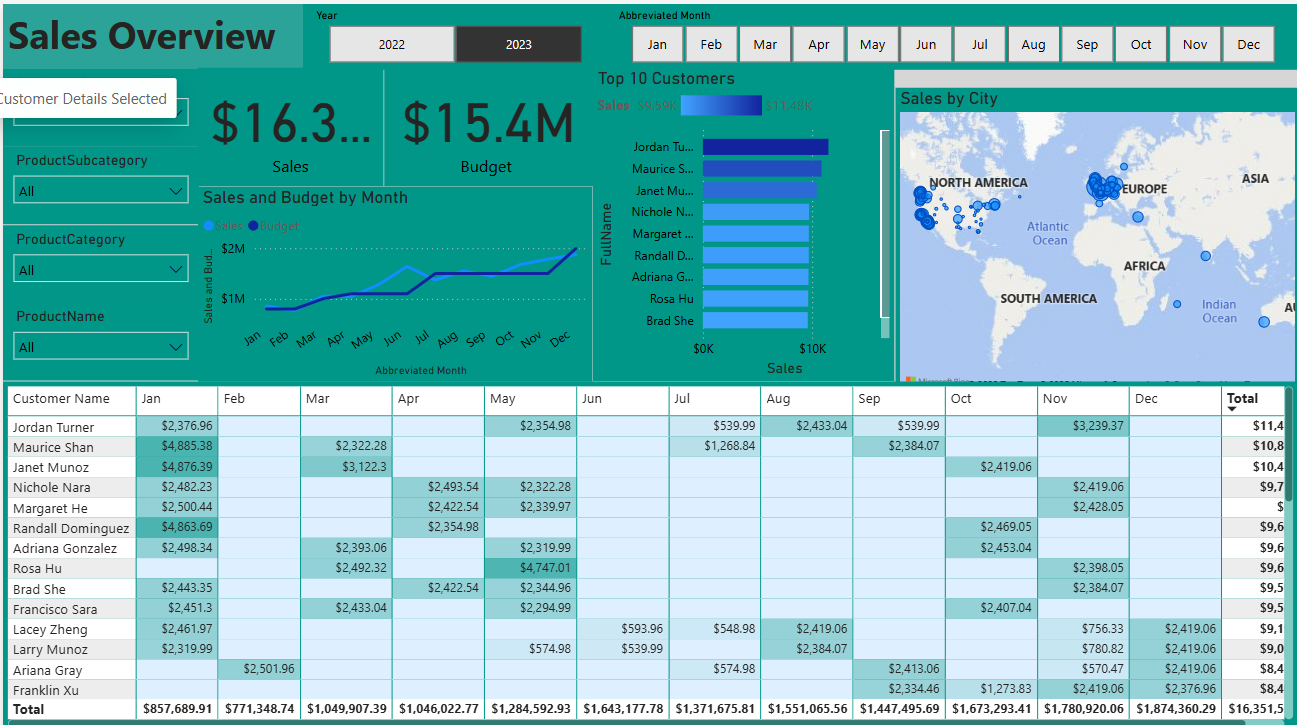 Sales Overview
Year
2022
2023
Abbreviated Month
Jan Feb Mar Apr May Jun Jul Aug Sep Oct Nov Dec
Customer Details Selected
ProductSubcategory
All
ProductCategory
All
ProductName
All
$16.3...
Sales
$15.4M
Budget
Sales and Budget by Month
Sales Budget
Sales and Bud...
$2M
$1M
Jan Feb Mar Apr May Jun Jul Aug Sep Oct Nov Dec
Abbreviated Month
Top 10 Customers
Sales $9.59K $11.48K
FullName
Jordan Tu...
Maurice S...
Janet Mu...
Nichole N...
Margaret ...
Randall D...
Adriana G...
Rosa Hu
Brad She
$0K $10K
Sales
Sales by City
NORTH AMERICA
EUROPE
ASIA
Atlantic
Ocean
AFRICA
SOUTH AMERICA
Indian
Ocean
AU
Customer Name Jan Feb Mar Apr May Jun Jul Aug Sep Oct Nov Dec Total
Jordan Turner $2,376.96 $2,354.98 $539.99 $2,433.04 $539.99 $3,239.37 $11,4
Maurice Shan $4,885.38 $2,322.28 $1,268.84 $2,384.07 $10,8
Janet Munoz $4,876.39 $3,122.3 $2,419.06 $10,4
Nichole Nara $2,482.23 $2,493.54 $2,322.28 $2,419.06 $9,7
Margaret He $2,500.44 $2,422.54 $2,339.97 $2,428.05 $
Randall Dominguez $4,863.69 $2,354.98 $2,469.05 $9,6
Adriana Gonzalez $2,498.34 $2,393.06 $2,319.99 $2,453.04 $9,6
Rosa Hu $2,492.32 $4,747.01 $2,398.05 $9,6
Brad She $2,443.35 $2,422.54 $2,344.96 $2,384.07 $9,5
Francisco Sara $2,451.3 $2,433.04 $2,294.99 $2,407.04 $9,5
Lacey Zheng $2,461.97 $593.96 $548.98 $2,419.06 $756.33 $2,419.06 $9,1
Larry Munoz $2,319.99 $574.98 $539.99 $2,384.07 $780.82 $2,419.06 $9,0
Ariana Gray $2,501.96 $574.98 $2,413.06 $570.47 $2,419.06 $8,4
Franklin Xu $2,334.46 $1,273.83 $2,419.06 $2,376.96 $8,4
Total $857,689.91 $771,348.74 $1,049,907.39 $1,046,022.77 $1,284,592.93 $1,643,177.78 $1,371,675.81 $1,551,065.56 $1,447,495.69 $1,673,293.41 $1,780,920.06 $1,874,360.29 $16,351,5